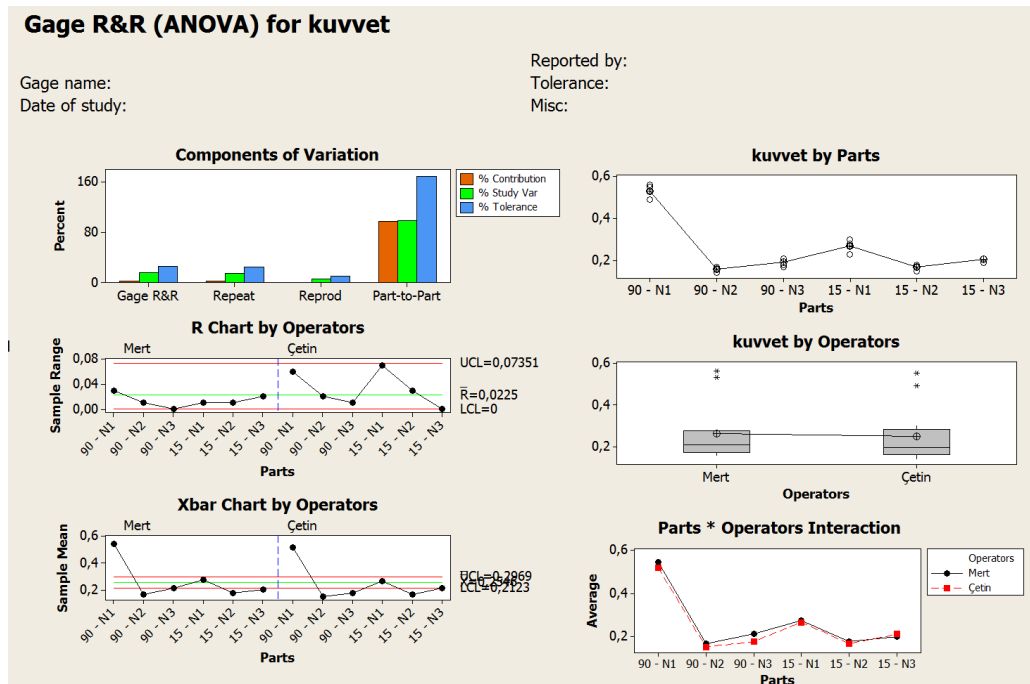 Gage R&R (ANOVA) for kuvvet
Gage name:
Date of study:
Reported by:
Tolerance:
Misc:
Components of Variation
160
80
0
Percent
Gage R&R Repeat Reprod Part-to-Part
% Contribution
% Study Var
% Tolerance
R Chart by Operators
Mert Çetin
0,08
0,04
0,00
Sample Range
UCL=0,07351
R=0,0225
LCL=0
90 - N1 90 - N2 90 - N3 15 - N1 15 - N2 15 - N3 90 - N1 90 - N2 90 - N3 15 - N1 15 - N2 15 - N3
Parts
Xbar Chart by Operators
Mert Çetin
0,6
0,4
0,2
Sample Mean
UCL=0,2969
LCL=0,2123
90 - N1 90 - N2 90 - N3 15 - N1 15 - N2 15 - N3 90 - N1 90 - N2 90 - N3 15 - N1 15 - N2 15 - N3
Parts
kuvvet by Parts
0,6
0,4
0,2
90 - N1 90 - N2 90 - N3 15 - N1 15 - N2 15 - N3
Parts
kuvvet by Operators
0,6
0,4
0,2
Mert Çetin
Operators
Parts * Operators Interaction
0,6
0,4
0,2
Average
90 - N1 90 - N2 90 - N3 15 - N1 15 - N2 15 - N3
Parts
Operators
Mert
Çetin